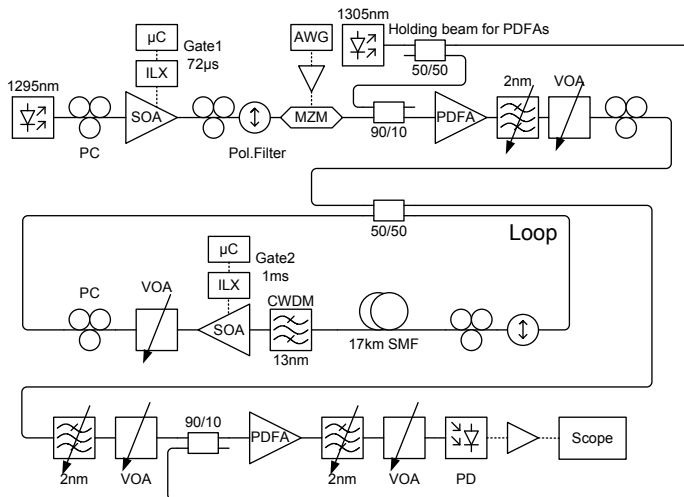 1305nm
Holding beam for PDFAs
µC
Gate1
72µs
AWG
ILX
50/50
1295nm
2nm
VOA
SOA
MZM
PDFA
PC
Pol.Filter
90/10
50/50
Loop
µC
Gate2
1ms
ILX
PC
VOA
CWDM
SOA
13nm
17km SMF
90/10
PDFA
Scope
2nm
VOA
2nm
VOA
PD